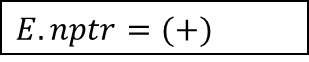 E.nptr = (+)